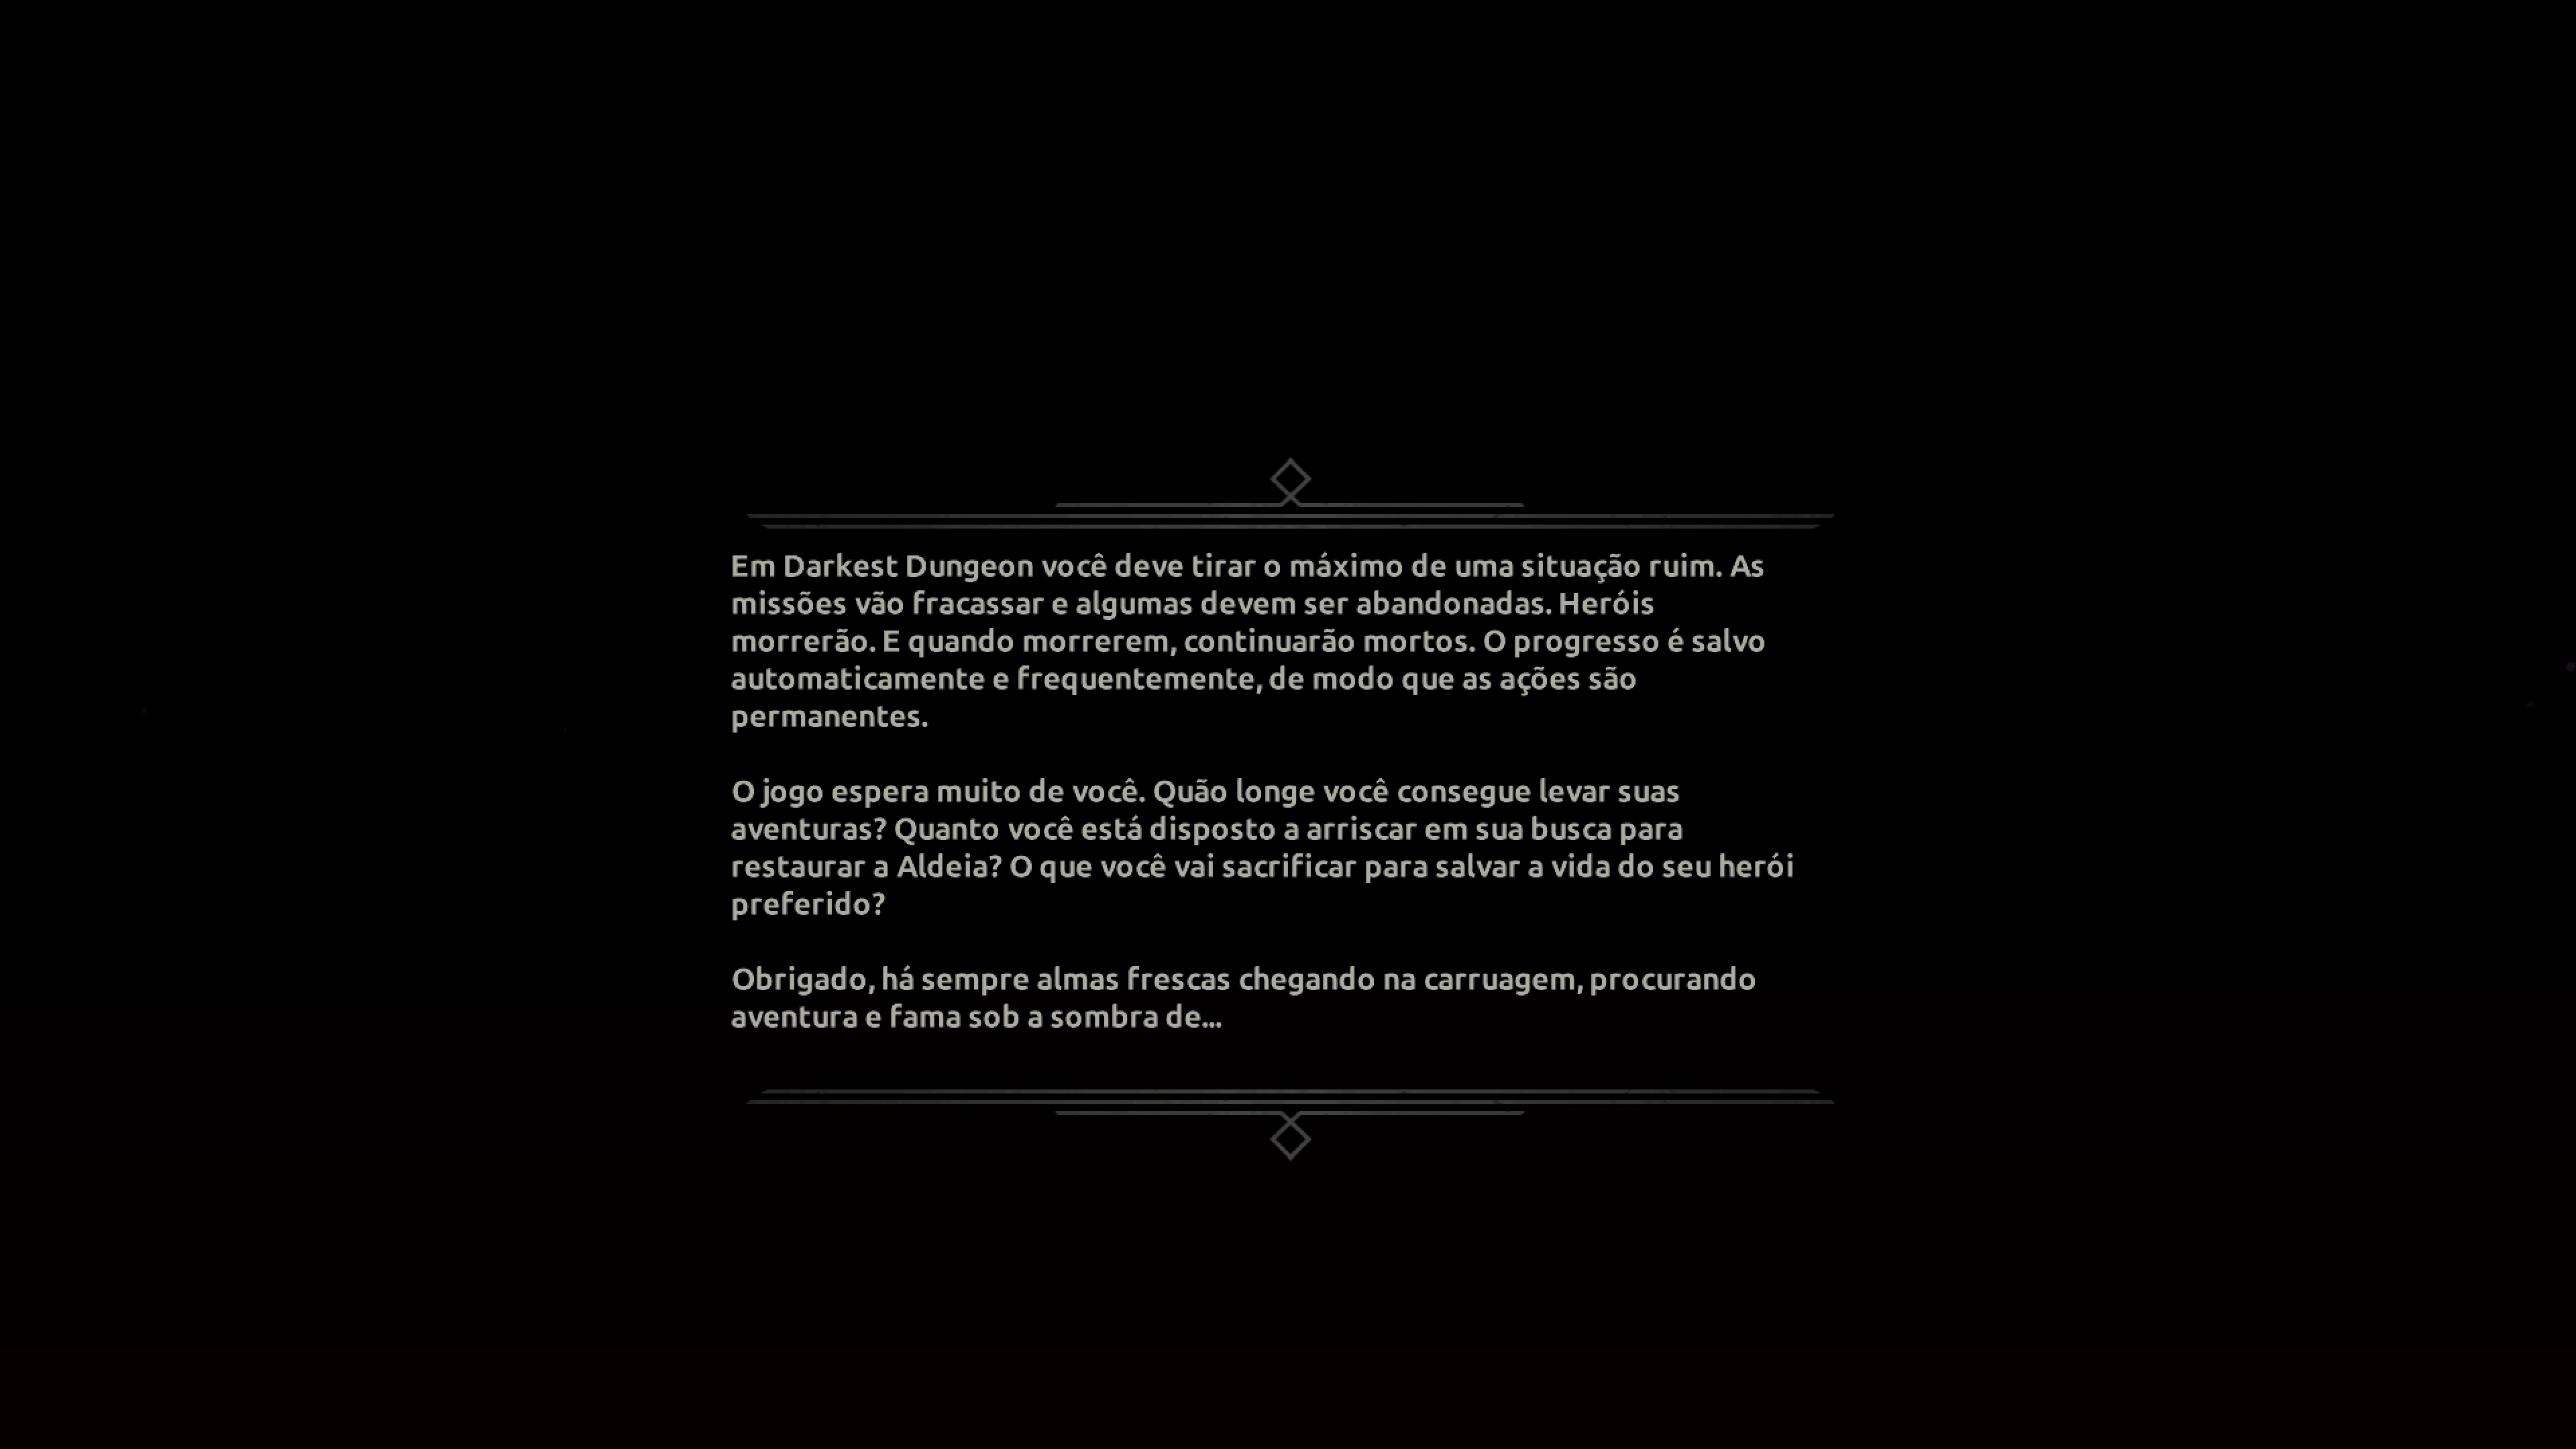 Em Darkest Dungeon você deve tirar o máximo de uma situação ruim. As
missões vão fracassar e algumas devem ser abandonadas. Heróis
morrerão. E quando morrerem, continuarão mortos. O progresso é salvo
automaticamente e frequentemente, de modo que as ações são
permanentes.
O jogo espera muito de você. Quão longe você consegue levar suas
aventuras? Quanto você está disposto a arriscar em sua busca para
restaurar a Aldeia? O que você vai sacrificar para salvar a vida do seu herói
preferido?
Obrigado, há sempre almas frescas chegando na carruagem, procurando
aventura e fama sob a sombra de...